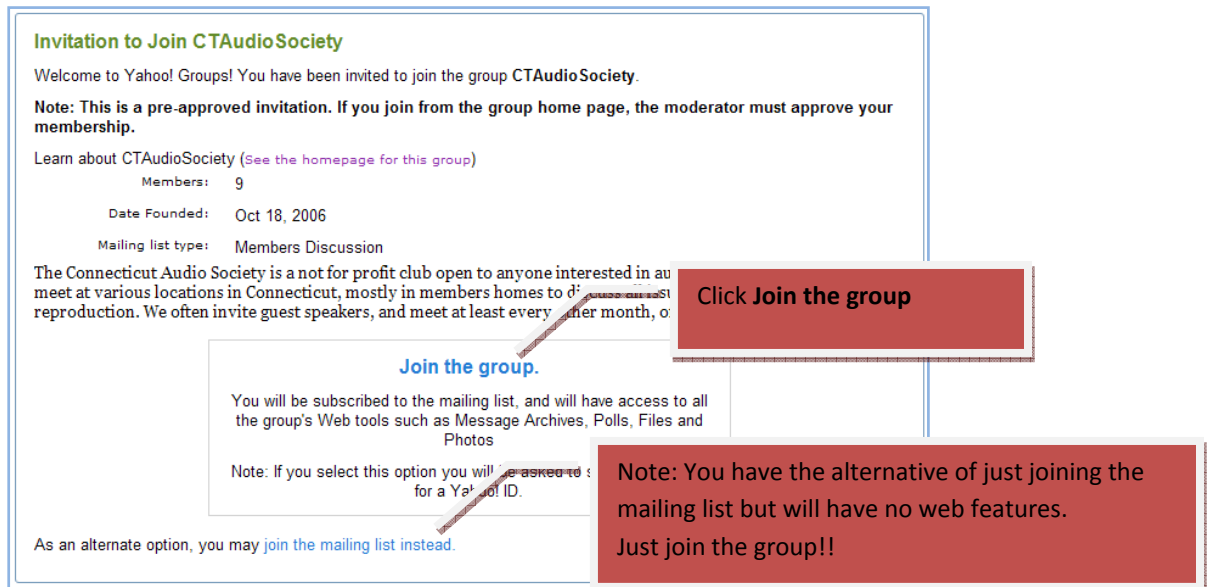 Invitation to Join CTAudioSociety
Welcome to Yahoo! Groups! You have been invited to join the group CTAudioSociety.
Note: This is a pre-approved invitation. If you join from the group home page, the moderator must approve your
membership.
Learn about CTAudioSociety (See the homepage for this group)
Members: 9
Date Founded: Oct 18, 2006
Mailing list type: Members Discussion
The Connecticut Audio Society is a not for profit club open to anyone interested in
meet at various locations in Connecticut, mostly in members homes to discuss all
reproduction. We often invite guest speakers, and meet at least every other month,
Click Join the group
Join the group.
You will be subscribed to the mailing list, and will have access to all
the group's Web tools such as Message Archives, Polls, Files and
Photos
Note: If you select this option you will be asked to
for a Yahoo! ID.
Note: You have the alternative of just joining the
mailing list but will have no web features.
Just join the group!!
As an alternate option, you may join the mailing list instead.